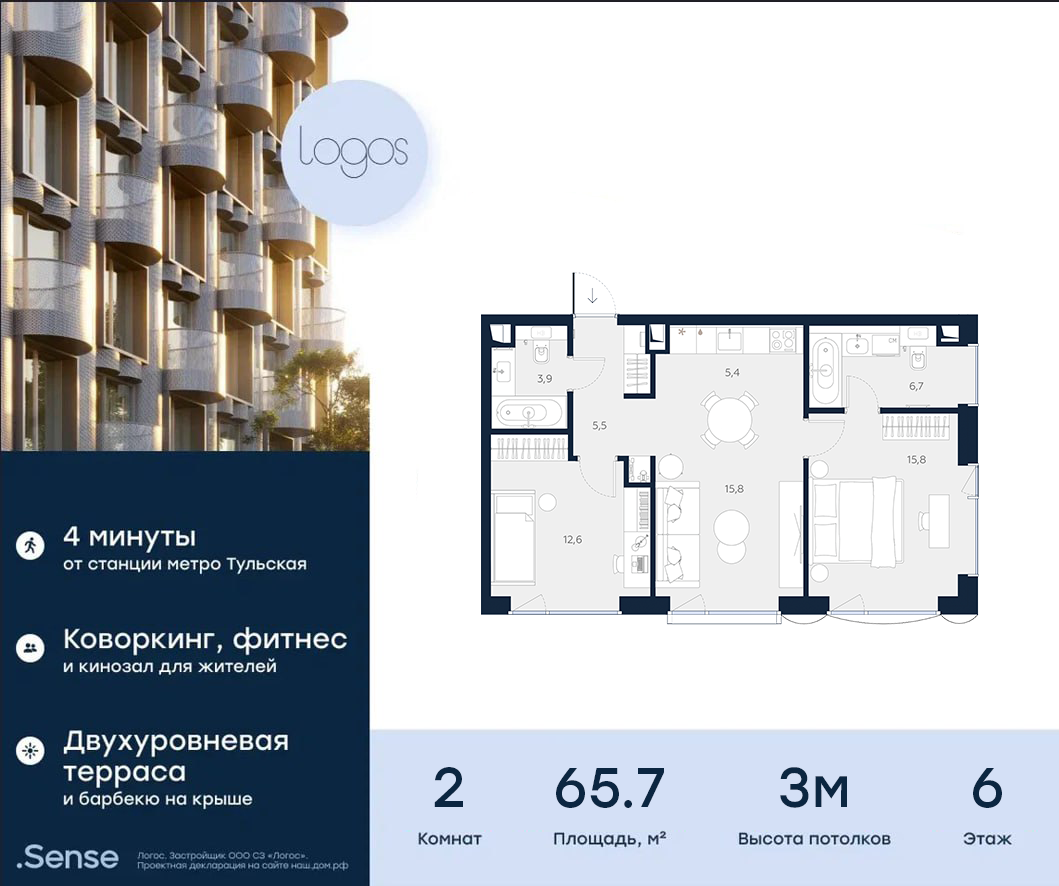 logos
3,9
5,5
5,4
СМ
6,7
15,8
15,8
12,6
4 минуты
от станции метро Тульская
Коворкинг, фитнес
и кинозал для жителей
Двухуровневая
терраса
и барбекю на крыше
.Sense
Логос. Застройщик ООО СЗ «Логос».
Проектная декларация на сайте наш.дом.рф
2
Комнат
65.7
Площадь, м²
3м
Высота потолков
6
Этаж